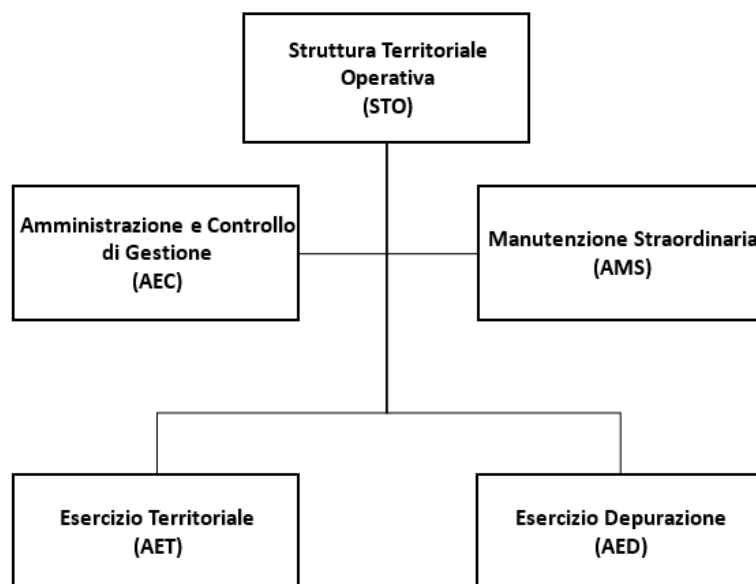 Struttura Territoriale
Operativa
(STO)
Amministrazione e Controllo
di Gestione
(AEC)
Manutenzione Straordinaria
(AMS)
Esercizio Territoriale
(AET)
Esercizio Depurazione
(AED)